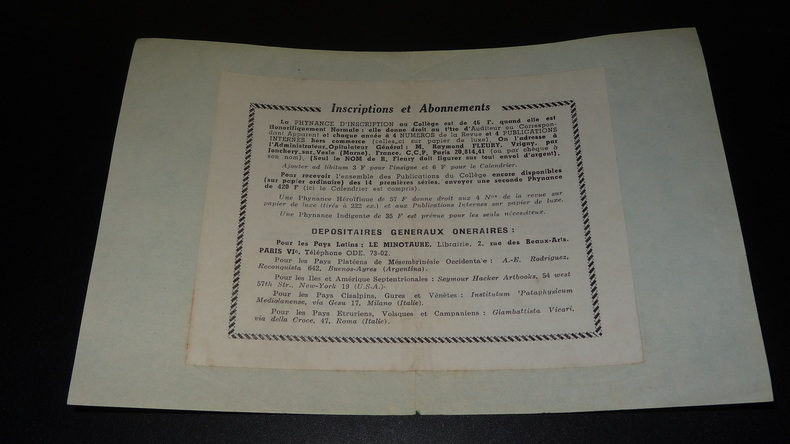 Inscriptions et Abonnements
La PHYNANCE D'INSCRIPTION au Collège est de 46 F. quand elle est
Honorifiquement Normale : elle donne droit au titre d'Auditeur ou Correspon-
dant Apparent et chaque année à 4 NUMEROS de la Revue et 4 PUBLICATIONS
INTERNES hors commerce (celles-ci sur papier de luxe). On l'adresse à
l'Administrateur-Opitulateur Général : M. Raymond FLEURY, Vrigny, par
Jonchery-sur-Vesle (Marne), France, C.C.P. Paris 20.614,41 (ou par chèque à
son nom). (Seul le NOM de R. Fleury doit figurer sur tout envoi d'argent).
Ajouter ad libitum 3 F pour l'insigne et 6 F pour le Calendrier.
Pour recevoir l'ensemble des Publications du Collège encore disponibles
(sur papier ordinaire) des 14 premières séries, envoyer une seconde Phynance
de 420 F (ici le Calendrier est compris).
Une Phynance Héroïfique de 57 F donne droit aux 4 Nos de la revue sur
papier de luxe (tirés à 222 ex.) et aux Publications Internes sur papier de luxe.
Une Phynance Indigente de 35 F est prévue pour les seuls nécessiteux.
DEPOSITAIRES GENERAUX ONERAIRES :
Pour les Pays Latins : LE MINOTAURE. Librairie, 2, rue des Beaux-Arts.
PARIS VIe. Téléphone ODE. 73-02.
Pour les Pays Platéens de Mésembrinésie Occidentale : A.-E. Rodriguez,
Reconquista 642, Buenos-Ayres (Argentina).
Pour les Iles et Amérique Septentrionales : Seymour Hacker Artbooks, 54 west
57th Str., New-York 19 (U.S.A.).
Pour les Pays Cisalpins, Gures et Vénètes : Institutum 'Pataphysicum
Mediolanense, via Gesù 17, Milano (Italie).
Pour les Pays Etruriens, Volsques et Campaniens : Giambattista Vicari,
via della Croce, 47, Roma (Italie).